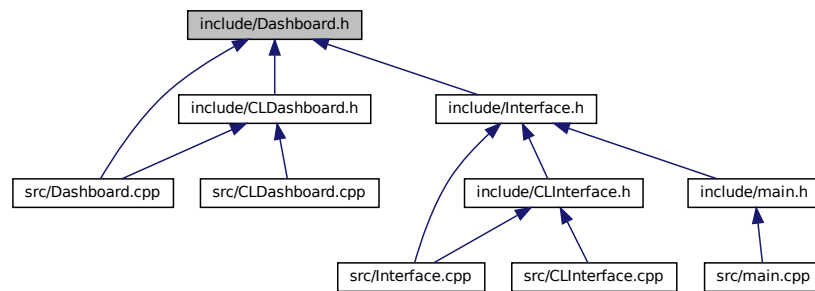 include/Dashboard.h
include/CLDashboard.h
include/Interface.h
src/Dashboard.cpp
src/CLDashboard.cpp
include/CLInterface.h
include/main.h
src/Interface.cpp
src/CLInterface.cpp
src/main.cpp